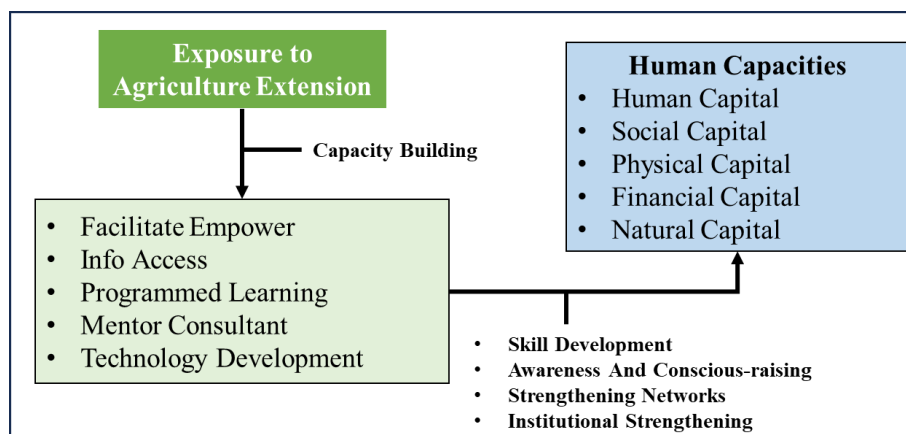 Exposure to
Agriculture Extension
Capacity Building
• Facilitate Empower
• Info Access
• Programmed Learning
• Mentor Consultant
• Technology Development
Human Capacities
• Human Capital
• Social Capital
• Physical Capital
• Financial Capital
• Natural Capital
• Skill Development
• Awareness And Conscious-raising
• Strengthening Networks
• Institutional Strengthening